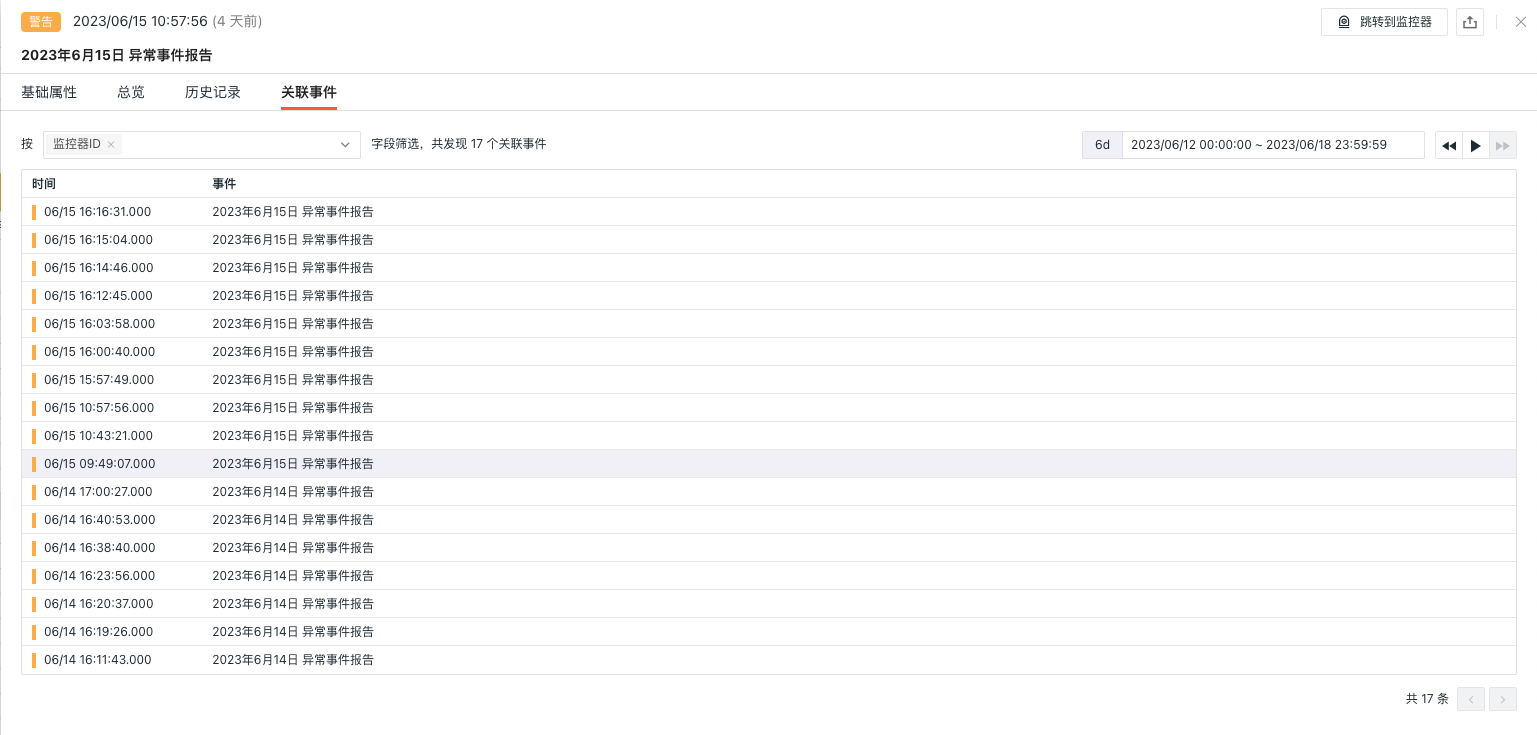 警告 2023/06/15 10:57:56 (4 天前) 跳转到监控器
2023年6月15日 异常事件报告
基础属性 总览 历史记录 关联事件
按 监控器ID × 字段筛选，共发现 17 个关联事件 6d 2023/06/12 00:00:00 ~ 2023/06/18 23:59:59
时间 事件
06/15 16:16:31.000 2023年6月15日 异常事件报告
06/15 16:15:04.000 2023年6月15日 异常事件报告
06/15 16:14:46.000 2023年6月15日 异常事件报告
06/15 16:12:45.000 2023年6月15日 异常事件报告
06/15 16:03:58.000 2023年6月15日 异常事件报告
06/15 16:00:40.000 2023年6月15日 异常事件报告
06/15 15:57:49.000 2023年6月15日 异常事件报告
06/15 10:57:56.000 2023年6月15日 异常事件报告
06/15 10:43:21.000 2023年6月15日 异常事件报告
06/15 09:49:07.000 2023年6月15日 异常事件报告
06/14 17:00:27.000 2023年6月14日 异常事件报告
06/14 16:40:53.000 2023年6月14日 异常事件报告
06/14 16:38:40.000 2023年6月14日 异常事件报告
06/14 16:23:56.000 2023年6月14日 异常事件报告
06/14 16:20:37.000 2023年6月14日 异常事件报告
06/14 16:19:26.000 2023年6月14日 异常事件报告
06/14 16:11:43.000 2023年6月14日 异常事件报告
共 17 条